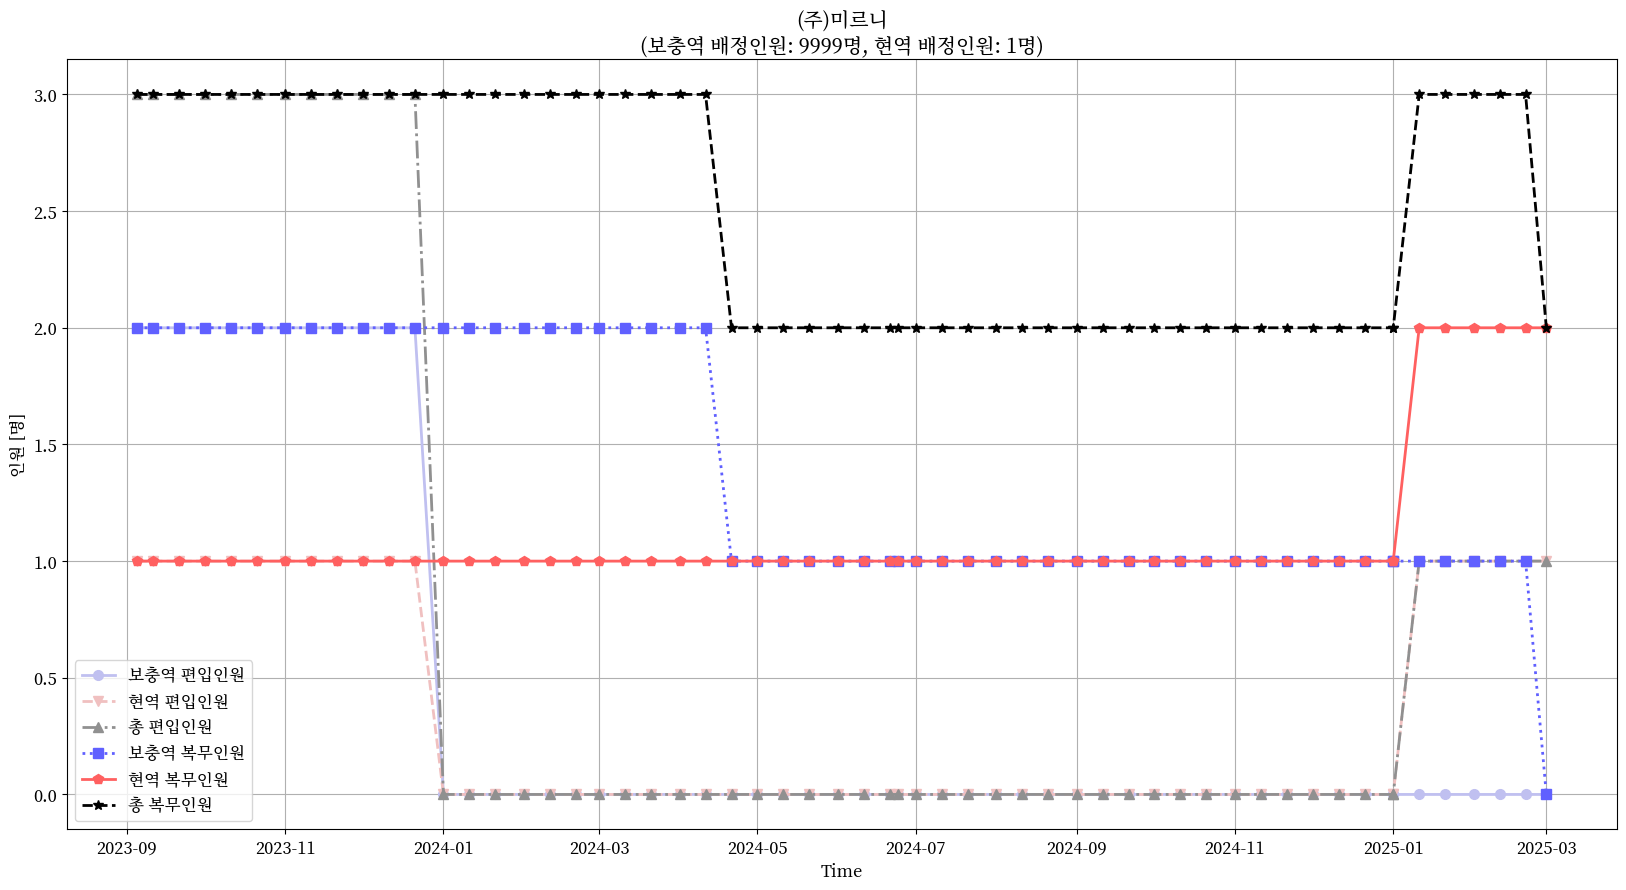 (주)미르니
(보충역 배정인원: 9999명, 현역 배정인원: 1명)
인원 [명]
3.0
2.5
2.0
1.5
1.0
0.5
0.0
보충역 편입인원
현역 편입인원
총 편입인원
보충역 복무인원
현역 복무인원
총 복무인원
2023-09 2023-11 2024-01 2024-03 2024-05 2024-07 2024-09 2024-11 2025-01 2025-03
Time